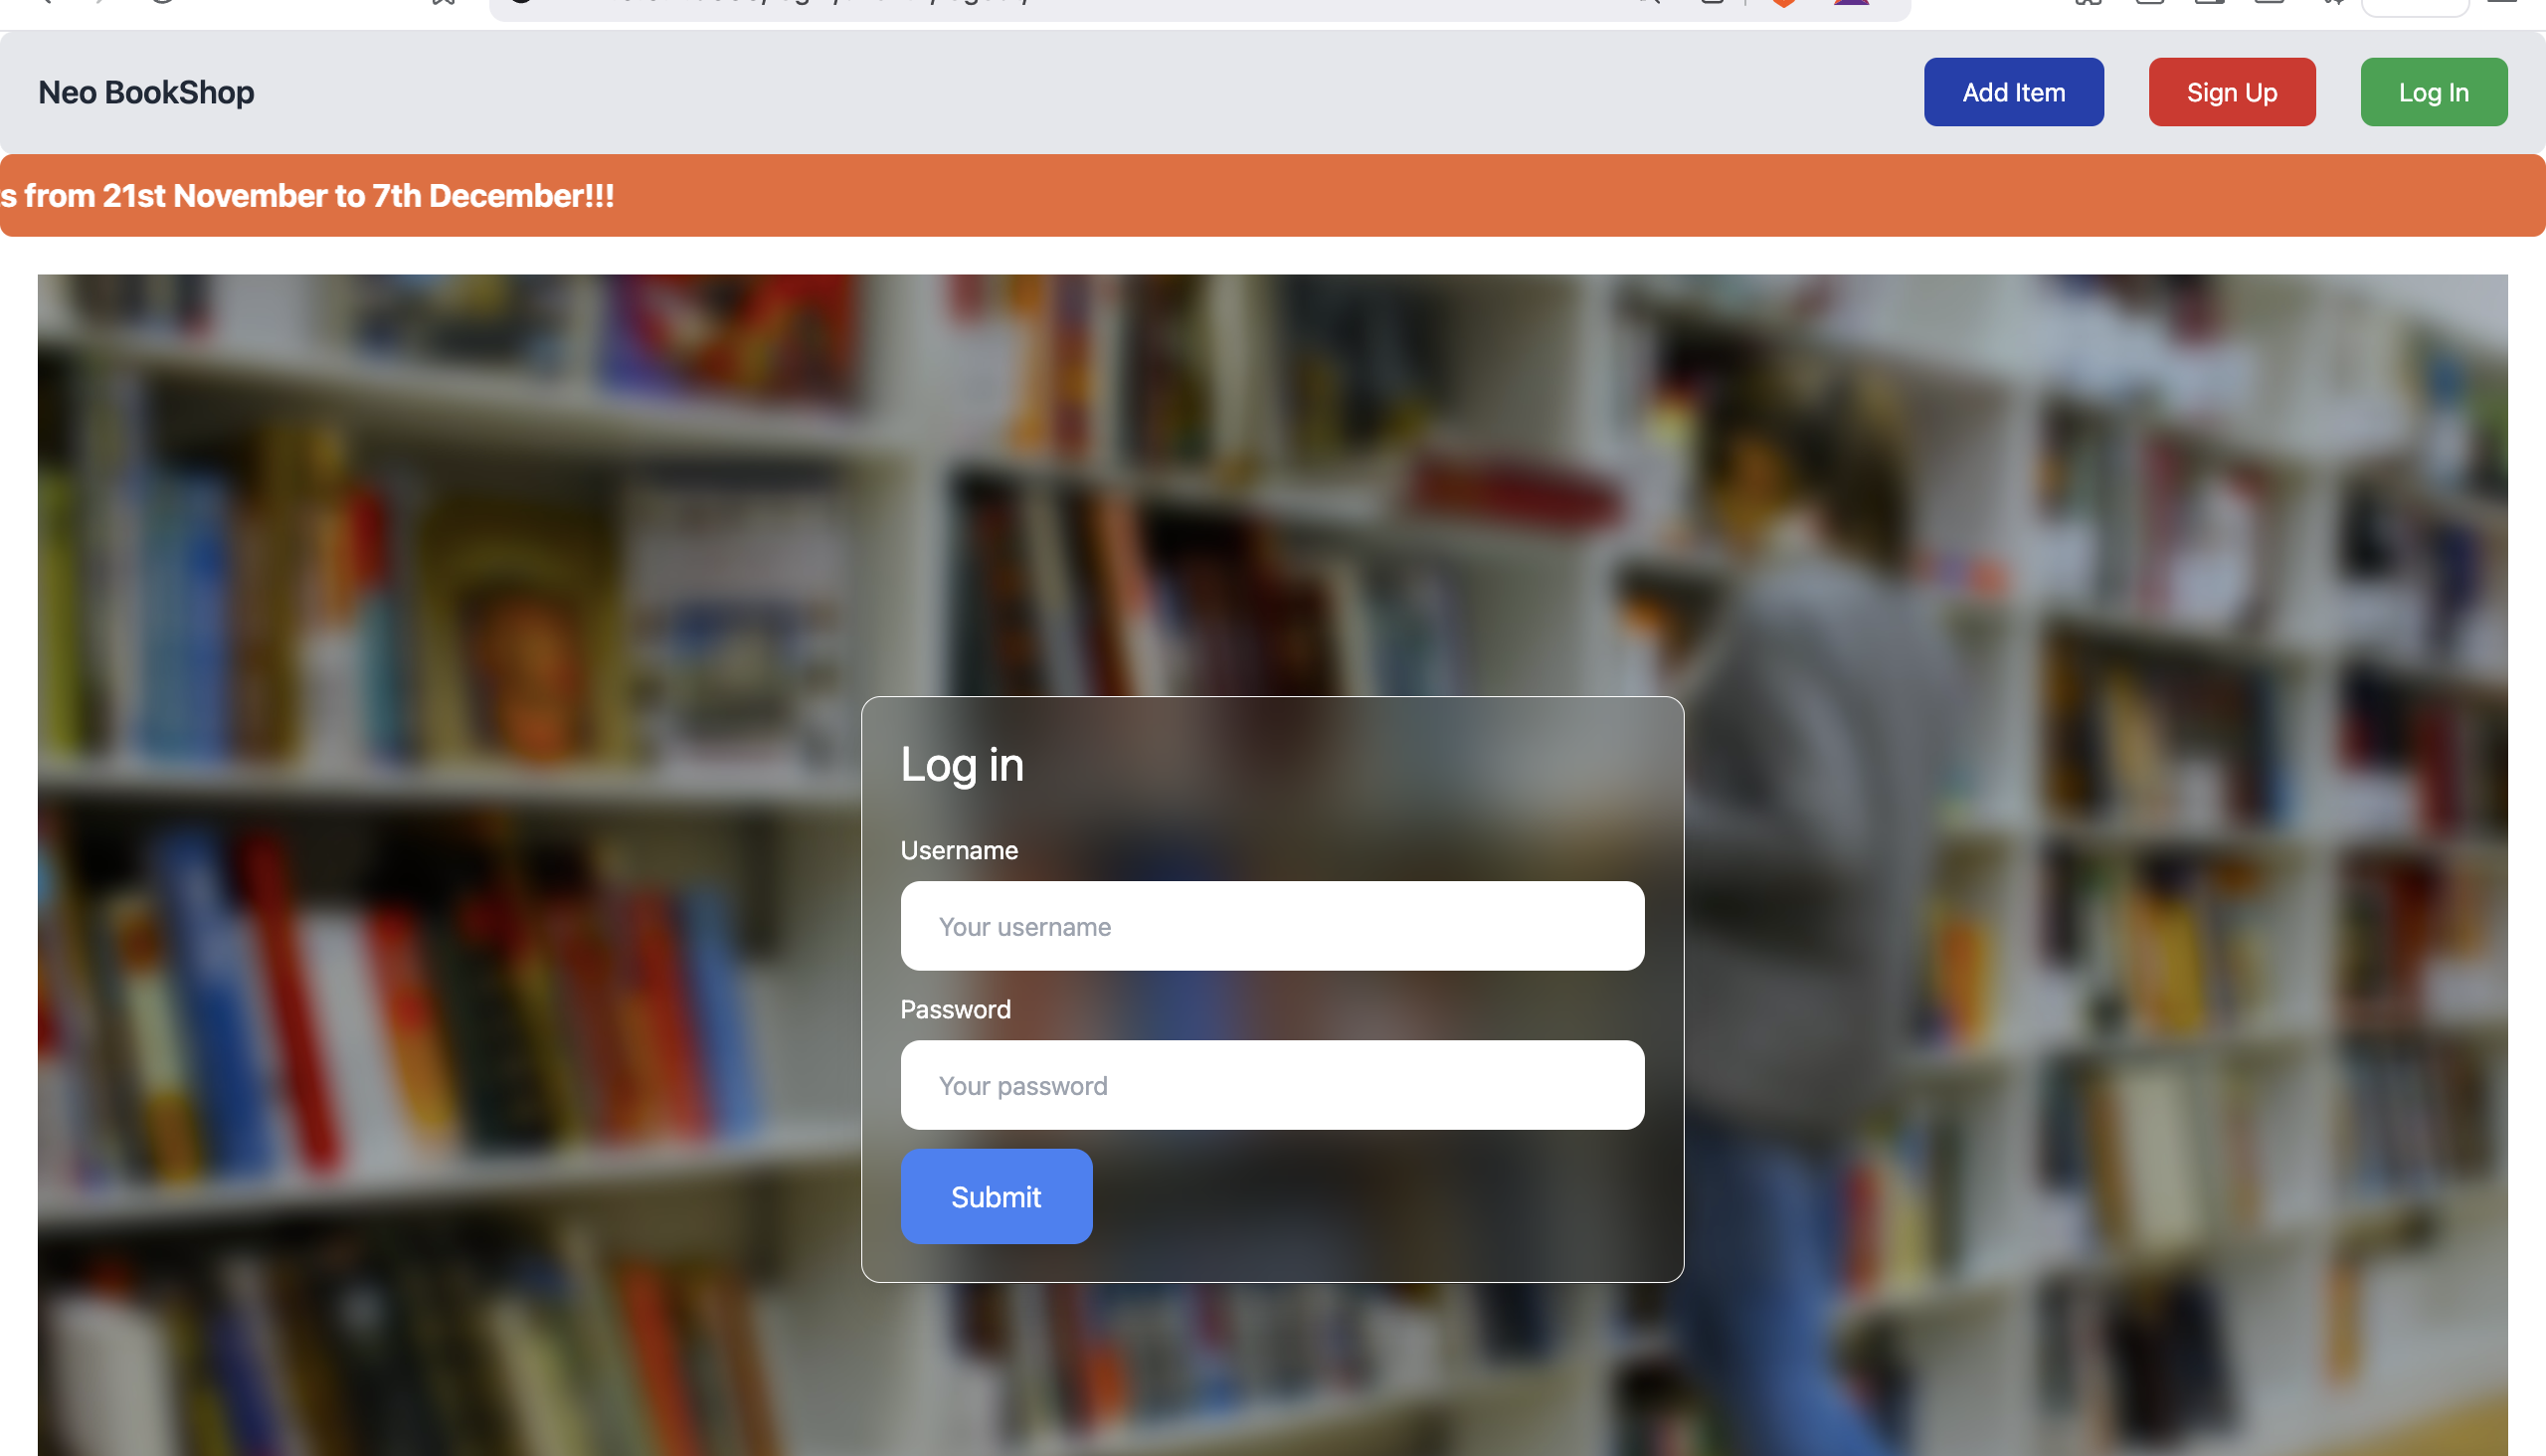 Neo BookShop
Add Item
Sign Up
Log In
from 21st November to 7th December!!!
Log in
Username
Your username
Password
Your password
Submit